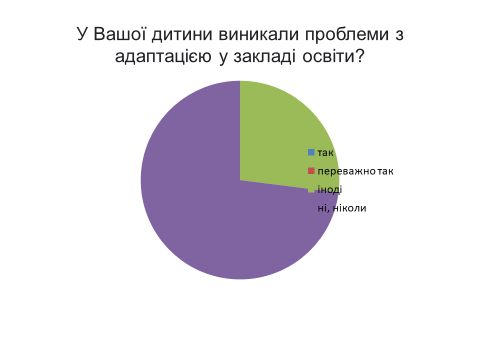 У Вашої дитини виникали проблеми з
адаптацією у закладі освіти?
так
переважно так
іноді
ні, ніколи